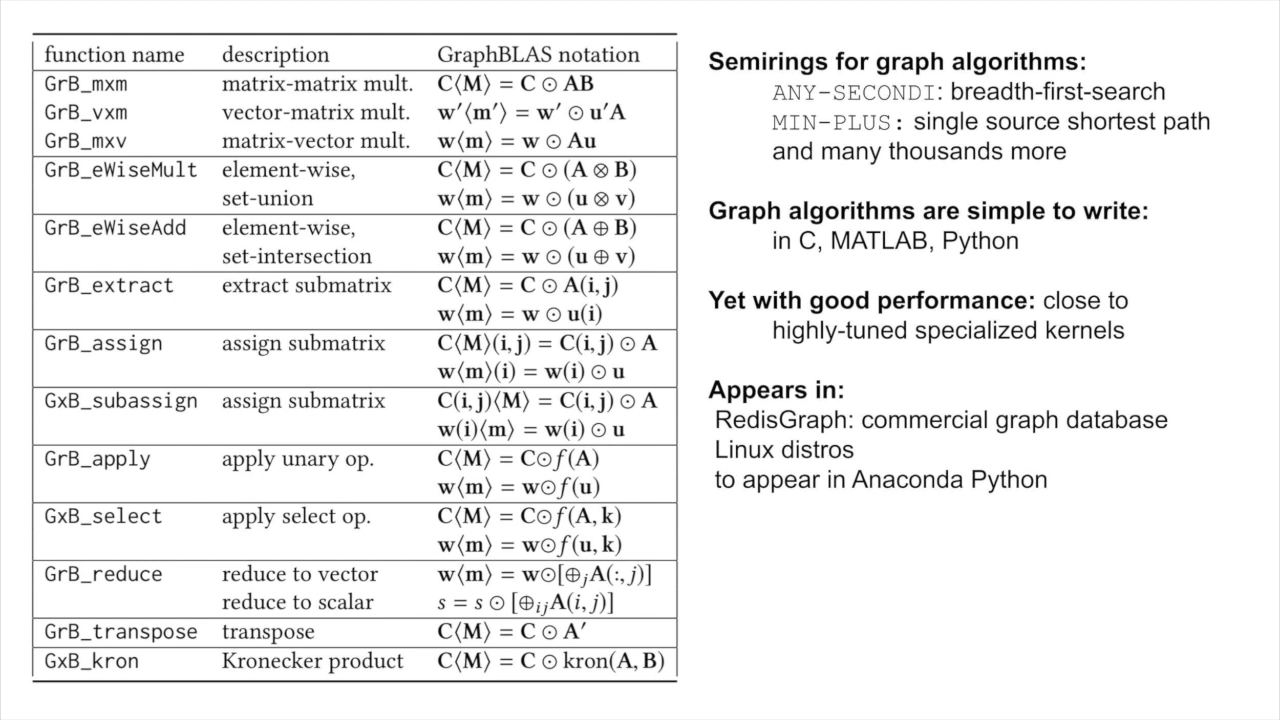 function name description GraphBLAS notation
GrB_mxm matrix-matrix mult. C⟨M⟩ = C ⊙ AB
GrB_vxm vector-matrix mult. w′⟨m′⟩ = w′ ⊙ u′A
GrB_mxv matrix-vector mult. w⟨m⟩ = w ⊙ Au
GrB_eWiseMult element-wise, C⟨M⟩ = C ⊙ (A ⊗ B)
set-union w⟨m⟩ = w ⊙ (u ⊗ v)
GrB_eWiseAdd element-wise, C⟨M⟩ = C ⊙ (A ⊕ B)
set-intersection w⟨m⟩ = w ⊙ (u ⊕ v)
GrB_extract extract submatrix C⟨M⟩ = C ⊙ A(i, j)
w⟨m⟩ = w ⊙ u(i)
GrB_assign assign submatrix C⟨M⟩(i, j) = C(i, j) ⊙ A
w⟨m⟩(i) = w(i) ⊙ u
GxB_subassign assign submatrix C(i, j)⟨M⟩ = C(i, j) ⊙ A
w(i)⟨m⟩ = w(i) ⊙ u
GrB_apply apply unary op. C⟨M⟩ = C⊙f(A)
w⟨m⟩ = w⊙f(u)
GxB_select apply select op. C⟨M⟩ = C⊙f(A, k)
w⟨m⟩ = w⊙f(u, k)
GrB_reduce reduce to vector w⟨m⟩ = w⊙[⊕ⱼA(:, j)]
reduce to scalar s = s ⊙ [⊕ᵢⱼA(i, j)]
GrB_transpose transpose C⟨M⟩ = C ⊙ A′
GxB_kron Kronecker product C⟨M⟩ = C ⊙ kron(A, B)
Semirings for graph algorithms:
ANY-SECONDI: breadth-first-search
MIN-PLUS: single source shortest path
and many thousands more
Graph algorithms are simple to write:
in C, MATLAB, Python
Yet with good performance: close to
highly-tuned specialized kernels
Appears in:
RedisGraph: commercial graph database
Linux distros
to appear in Anaconda Python